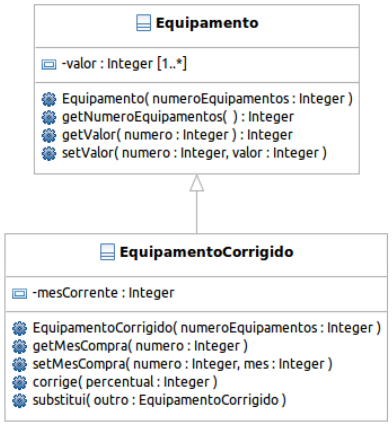 Equipamento
-valor : Integer [1..*]
Equipamento( numeroEquipamentos : Integer )
getNumeroEquipamentos( ) : Integer
getValor( numero : Integer ) : Integer
setValor( numero : Integer, valor : Integer )
EquipamentoCorrigido
-mesCorrente : Integer
EquipamentoCorrigido( numeroEquipamentos : Integer )
getMesCompra( numero : Integer )
setMesCompra( numero : Integer, mes : Integer )
corrige( percentual : Integer )
substitui( outro : EquipamentoCorrigido )